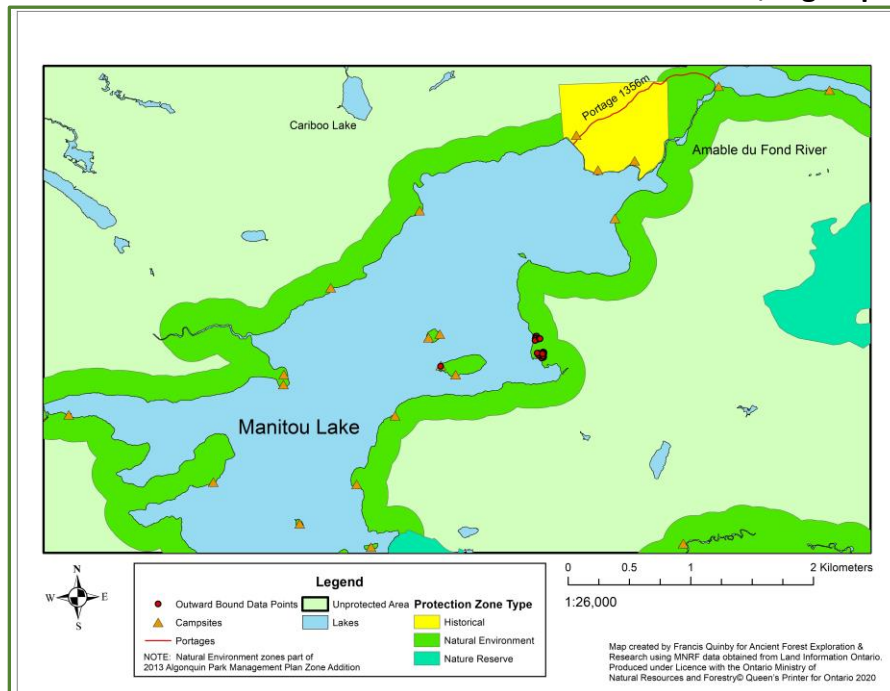 Portage 1356m
Cariboo Lake
Amable du Fond River
Manitou Lake
N
W
E
S
Legend
Outward Bound Data Points
Campsites
Portages
Unprotected Area
Lakes
Protection Zone Type
Historical
Natural Environment
Nature Reserve
NOTE: Natural Environment zones part of
2013 Algonquin Park Management Plan Zone Addition
0 0.5 1 2 Kilometers
1:26,000
Map created by Francis Quinby for Ancient Forest Exploration &
Research using MNRF data obtained from Land Information Ontario.
Produced under Licence with the Ontario Ministry of
Natural Resources and Forestry© Queen's Printer for Ontario 2020